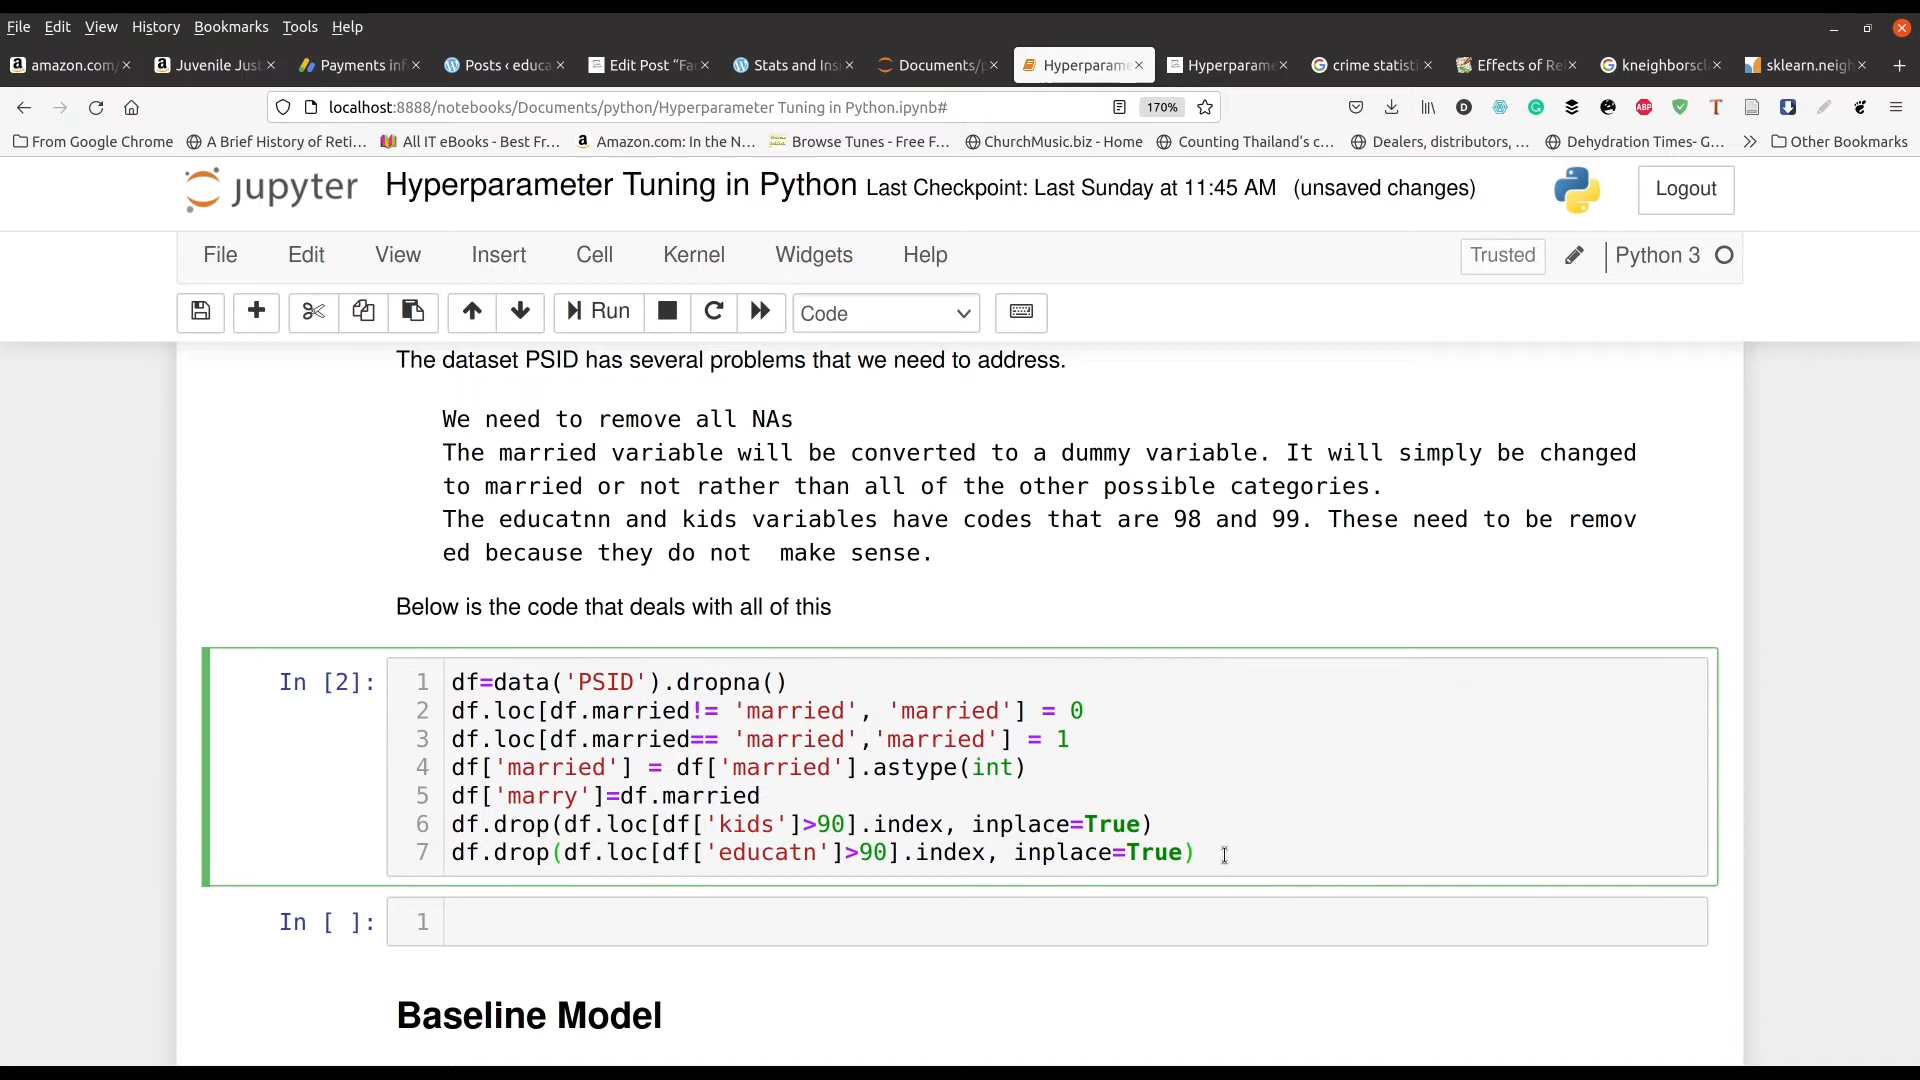 File Edit View History Bookmarks Tools Help
amazon.com/ Juvenile Just Payments inf Posts ‹ educa Edit Post “Fa Stats and Insi Documents/p Hyperparame Hyperparame crime statisti Effects of Re kneighborscl sklearn.neigh
localhost:8888/notebooks/Documents/python/Hyperparameter Tuning in Python.ipynb# 170%
From Google Chrome A Brief History of Reti... All IT eBooks - Best Fr... Amazon.com: In the N... Browse Tunes - Free F... ChurchMusic.biz - Home Counting Thailand’s c... Dealers, distributors, ... Dehydration Times- G... Other Bookmarks
jupyter Hyperparameter Tuning in Python Last Checkpoint: Last Sunday at 11:45 AM (unsaved changes) Logout
File Edit View Insert Cell Kernel Widgets Help Trusted Python 3
Run Code
The dataset PSID has several problems that we need to address.
We need to remove all NAs
The married variable will be converted to a dummy variable. It will simply be changed
to married or not rather than all of the other possible categories.
The educatnn and kids variables have codes that are 98 and 99. These need to be remov
ed because they do not  make sense.
Below is the code that deals with all of this
In [2]: 1 df=data('PSID').dropna()
2 df.loc[df.married!= 'married', 'married'] = 0
3 df.loc[df.married== 'married','married'] = 1
4 df['married'] = df['married'].astype(int)
5 df['marry']=df.married
6 df.drop(df.loc[df['kids']>90].index, inplace=True)
7 df.drop(df.loc[df['educatn']>90].index, inplace=True)
In [ ]: 1
Baseline Model